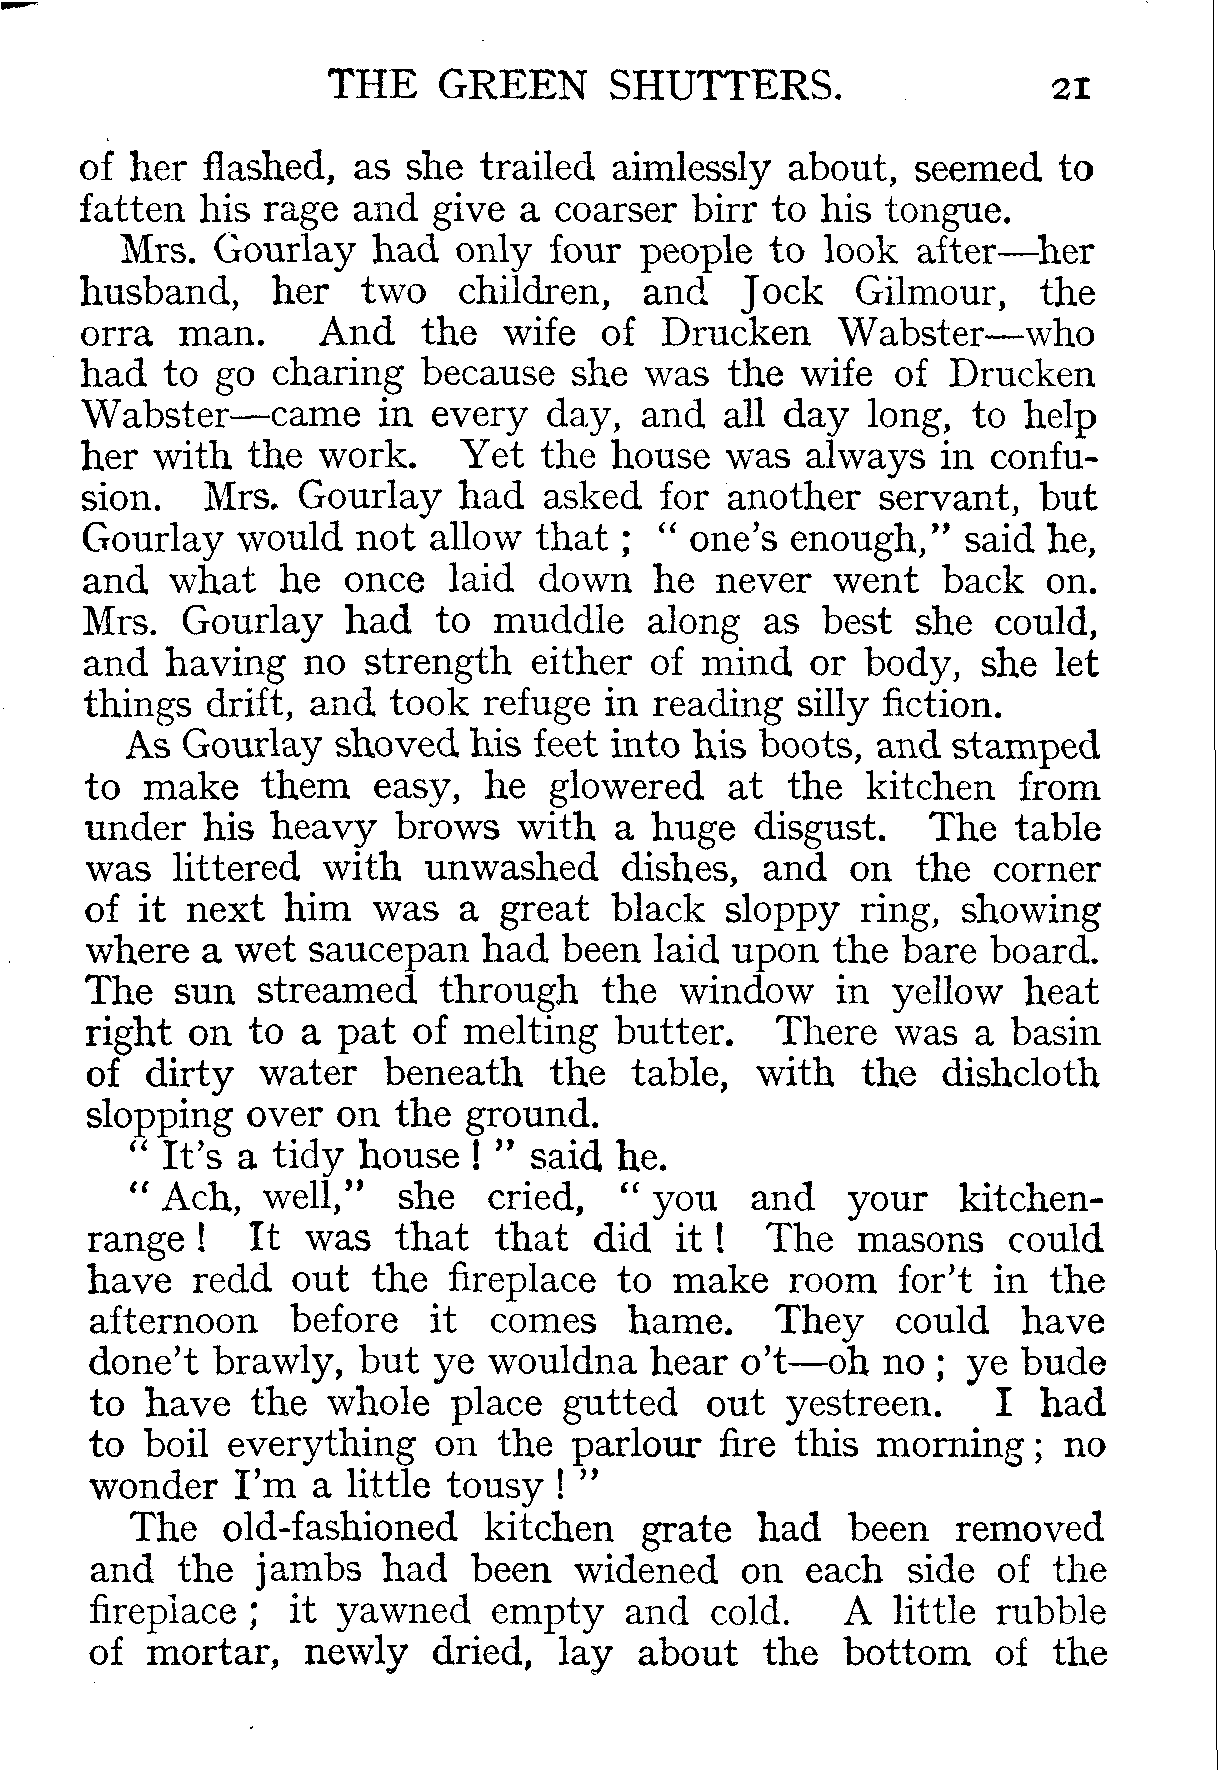 THE GREEN SHUTTERS. 21
of her flashed, as she trailed aimlessly about, seemed to
fatten his rage and give a coarser birr to his tongue.
Mrs. Gourlay had only four people to look after—her
husband, her two children, and Jock Gilmour, the
orra man. And the wife of Drucken Wabster—who
had to go charing because she was the wife of Drucken
Wabster—came in every day, and all day long, to help
her with the work. Yet the house was always in confu-
sion. Mrs. Gourlay had asked for another servant, but
Gourlay would not allow that ; “ one’s enough,” said he,
and what he once laid down he never went back on.
Mrs. Gourlay had to muddle along as best she could,
and having no strength either of mind or body, she let
things drift, and took refuge in reading silly fiction.
As Gourlay shoved his feet into his boots, and stamped
to make them easy, he glowered at the kitchen from
under his heavy brows with a huge disgust. The table
was littered with unwashed dishes, and on the corner
of it next him was a great black sloppy ring, showing
where a wet saucepan had been laid upon the bare board.
The sun streamed through the window in yellow heat
right on to a pat of melting butter. There was a basin
of dirty water beneath the table, with the dishcloth
slopping over on the ground.
“ It’s a tidy house ! ” said he.
“ Ach, well,” she cried, “ you and your kitchen-
range ! It was that that did it ! The masons could
have redd out the fireplace to make room for’t in the
afternoon before it comes hame. They could have
done’t brawly, but ye wouldna hear o’t—oh no ; ye bude
to have the whole place gutted out yestreen. I had
to boil everything on the parlour fire this morning ; no
wonder I’m a little tousy ! ”
The old-fashioned kitchen grate had been removed
and the jambs had been widened on each side of the
fireplace ; it yawned empty and cold. A little rubble
of mortar, newly dried, lay about the bottom of the